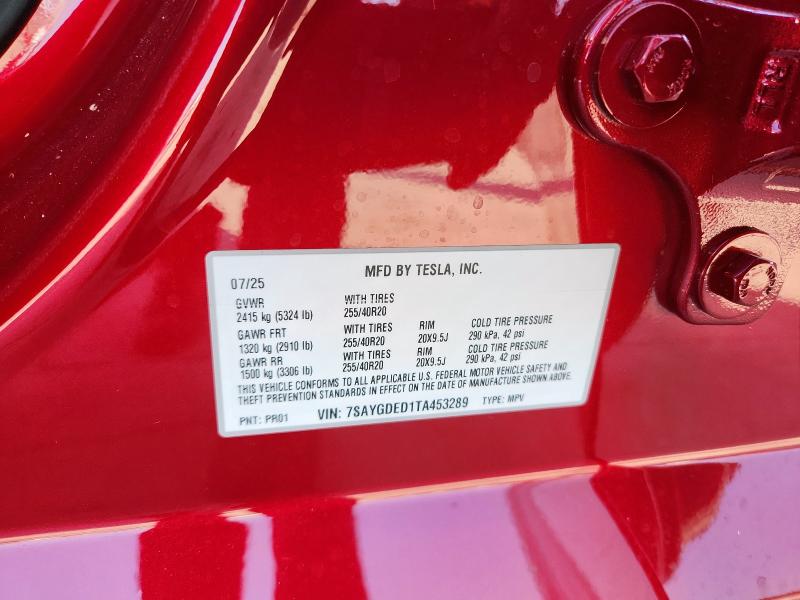 MFD BY TESLA, INC.
07/25
GVWR WITH TIRES
2415 kg (5324 lb) 255/40R20
GAWR FRT WITH TIRES RIM COLD TIRE PRESSURE
1320 kg (2910 lb) 255/40R20 20X9.5J 290 kPa, 42 psi
GAWR RR WITH TIRES RIM COLD TIRE PRESSURE
1500 kg (3306 lb) 255/40R20 20X9.5J 290 kPa, 42 psi
THIS VEHICLE CONFORMS TO ALL APPLICABLE U.S. FEDERAL MOTOR VEHICLE SAFETY AND
THEFT PREVENTION STANDARDS IN EFFECT ON THE DATE OF MANUFACTURE SHOWN ABOVE.
PNT: PR01 VIN: 7SAYGDED1TA453289 TYPE: MPV